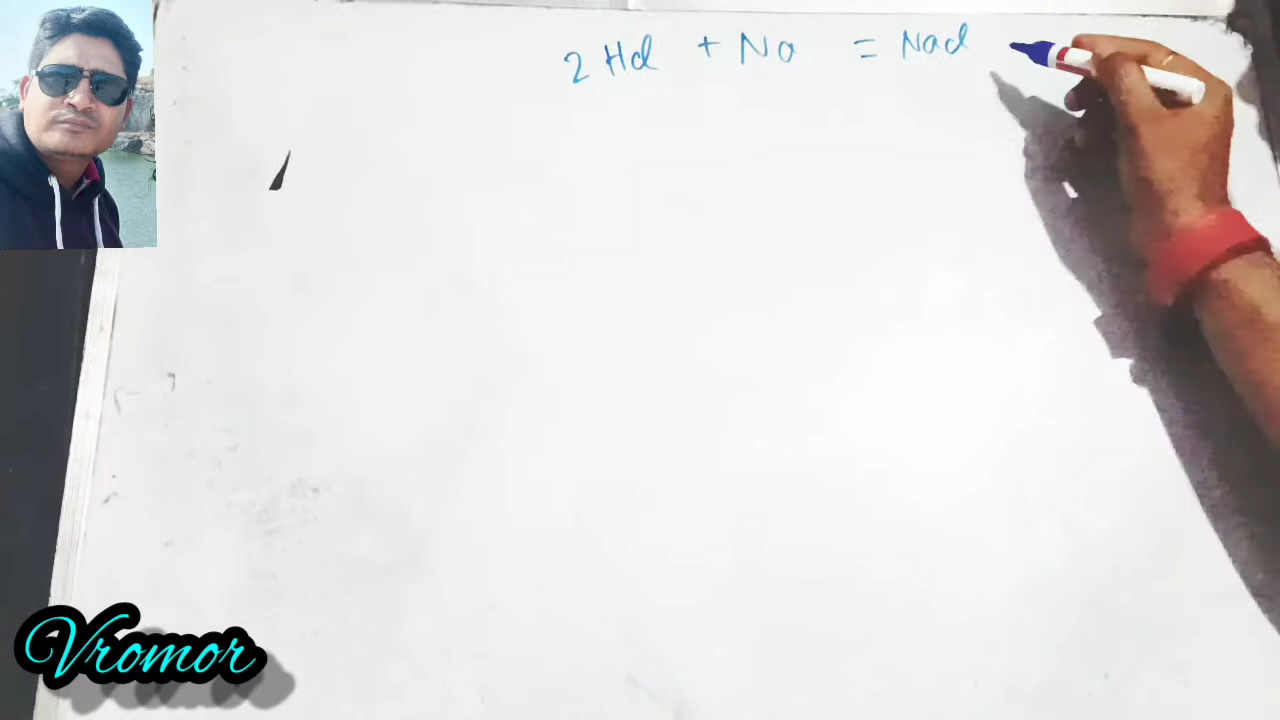 2 HCl + Na = NaCl
Vromor